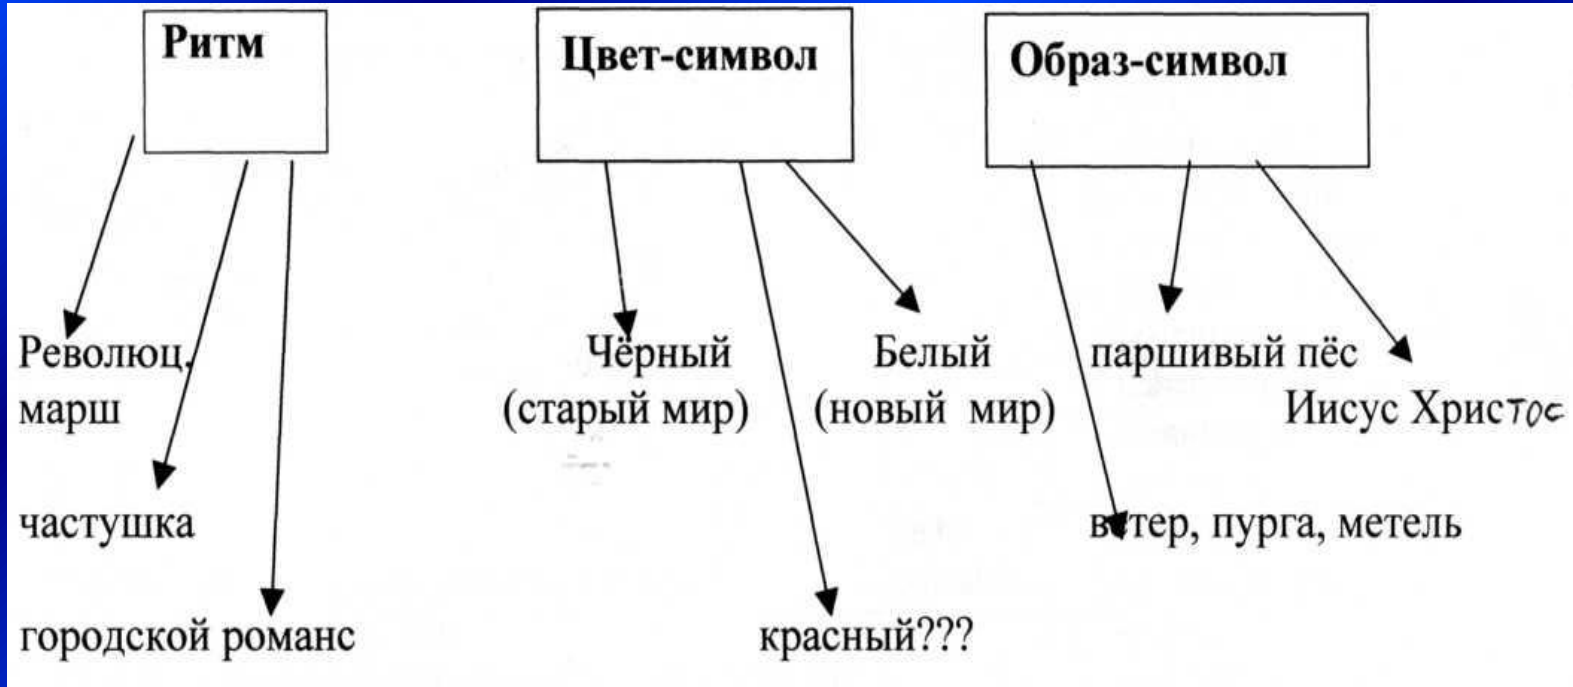 Ритм
Революц.
марш
частушка
городской романс
Цвет-символ
Чёрный
(старый мир)
Белый
(новый мир)
красный???
Образ-символ
паршивый пёс
Иисус Христос
ветер, пурга, метель